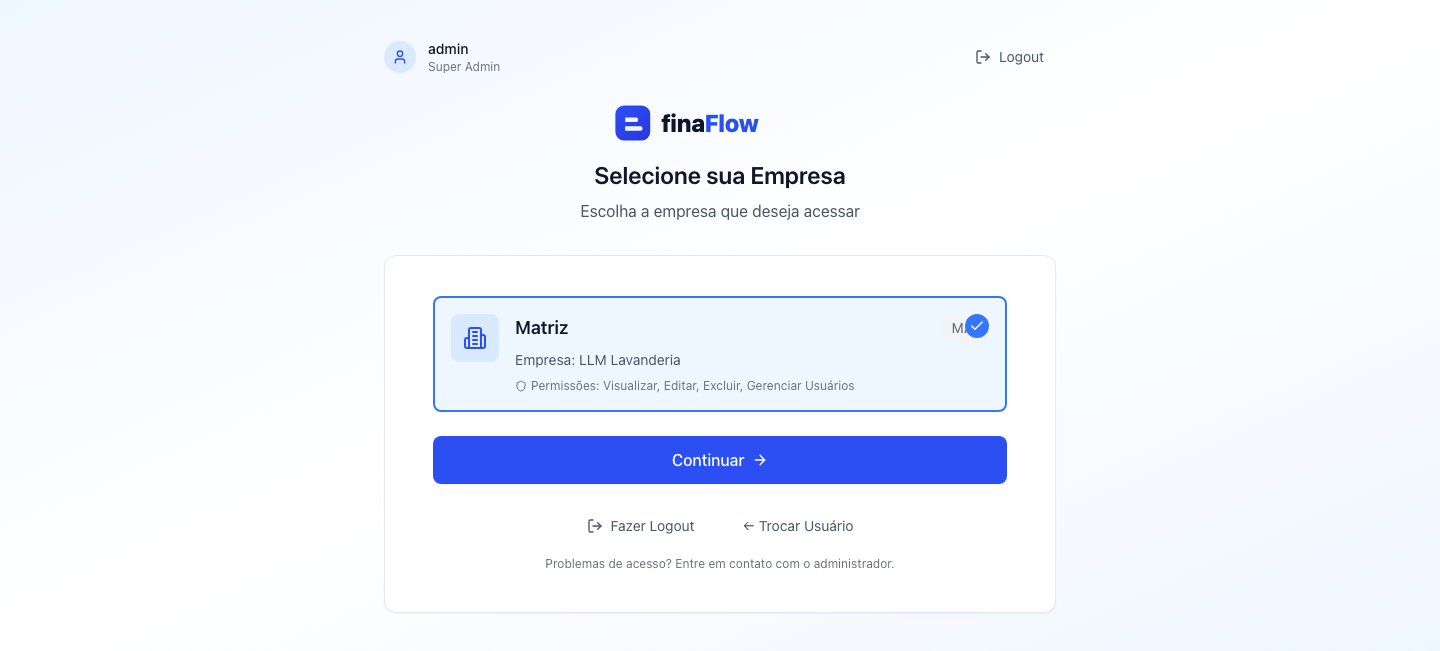 admin
Super Admin
Logout
finaFlow
Selecione sua Empresa
Escolha a empresa que deseja acessar
Matriz
Empresa: LLM Lavanderia
Permissões: Visualizar, Editar, Excluir, Gerenciar Usuários
Continuar →
Fazer Logout
← Trocar Usuário
Problemas de acesso? Entre em contato com o administrador.